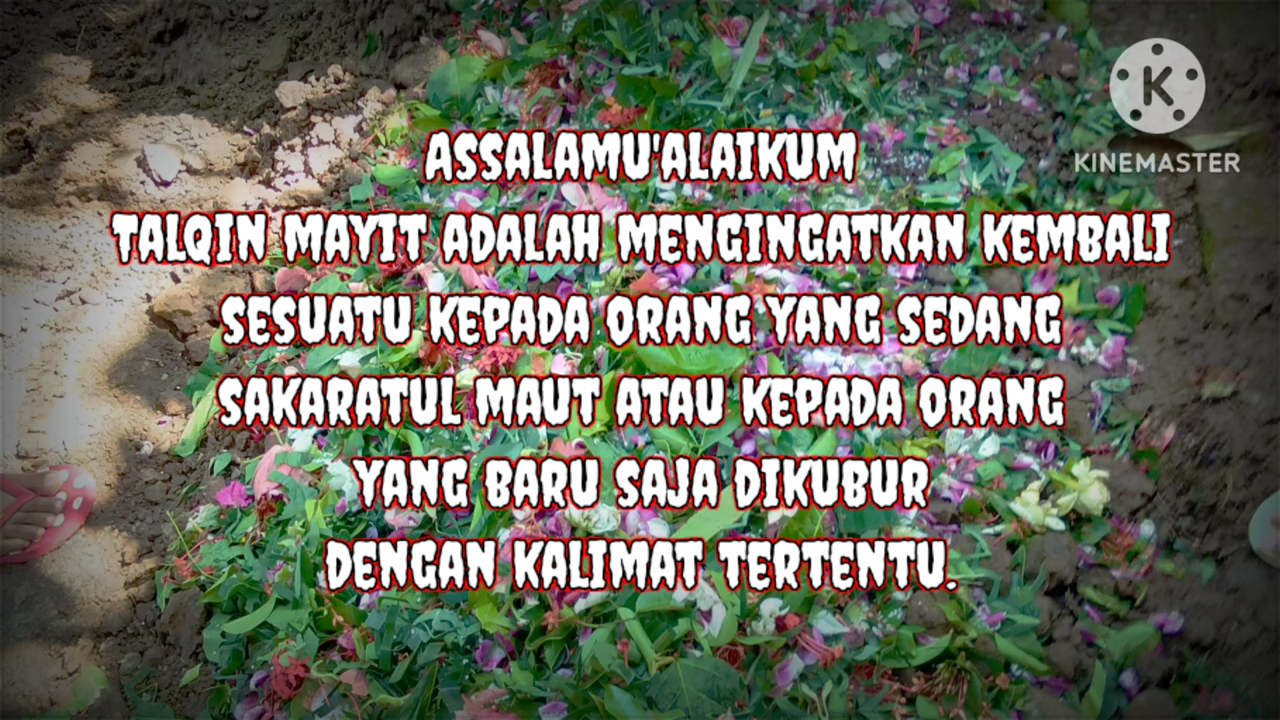 ASSALAMU'ALAIKUM
TALQIN MAYIT ADALAH MENGINGATKAN KEMBALI
SESUATU KEPADA ORANG YANG SEDANG
SAKARATUL MAUT ATAU KEPADA ORANG
YANG BARU SAJA DIKUBUR
DENGAN KALIMAT TERTENTU.
K
KINEMASTER